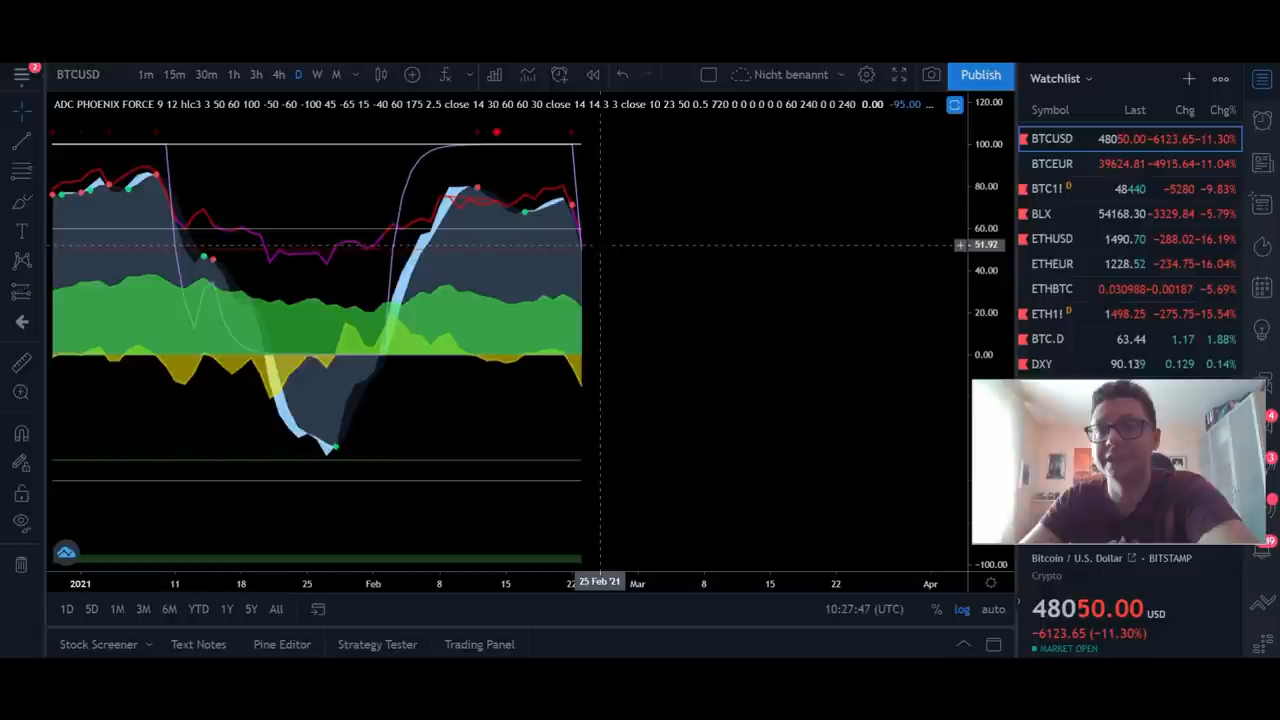 2
BTCUSD 1m 15m 30m 1h 3h 4h D W M Nicht benannt Publish Watchlist
ADC PHOENIX FORCE 9 12 hlc3 3 50 60 100 -50 -60 -100 45 -65 15 -40 60 175 2.5 close 14 30 60 60 30 close 14 14 3 3 close 10 23 50 0.5 720 0 0 0 0 0 0 60 240 0 0 240 0.00 -95.00 ...
Symbol Last Chg Chg%
BTCUSD 48050.00 -6123.65 -11.30%
BTCEUR 39624.81 -4915.64 -11.04%
BTC1! D 48440 -5280 -9.83%
BLX 54168.30 -3329.84 -5.79%
ETHUSD 1490.70 -288.02 -16.19%
ETHEUR 1228.52 -234.75 -16.04%
ETHBTC 0.030988 -0.00187 -5.69%
ETH1! D 1498.25 -275.75 -15.54%
BTC.D 63.44 1.17 1.88%
DXY 90.139 0.129 0.14%
120.00
100.00
80.00
60.00
51.92
40.00
20.00
0.00
-100.00
4
3
19
2021 11 18 25 Feb 8 15 22 25 Feb '21 Mar 8 15 22 Apr
1D 5D 1M 3M 6M YTD 1Y 5Y All 10:27:47 (UTC) % log auto
Stock Screener Text Notes Pine Editor Strategy Tester Trading Panel
Bitcoin / U.S. Dollar BITSTAMP
Crypto
48050.00 USD
-6123.65 (-11.30%)
MARKET OPEN